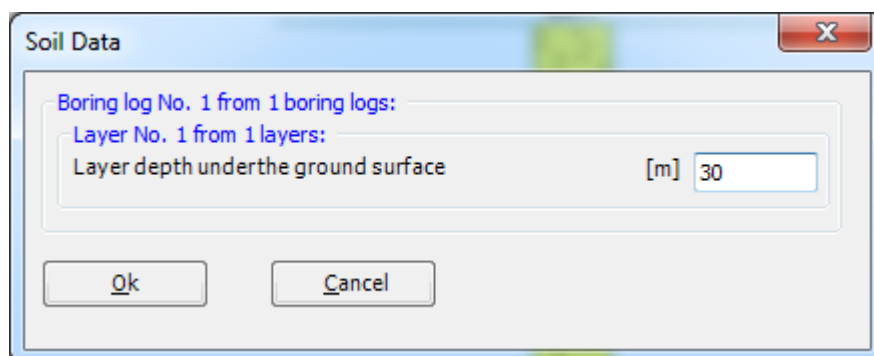 Soil Data
Boring log No. 1 from 1 boring logs:
Layer No. 1 from 1 layers:
Layer depth underthe ground surface [m] 30
Ok Cancel